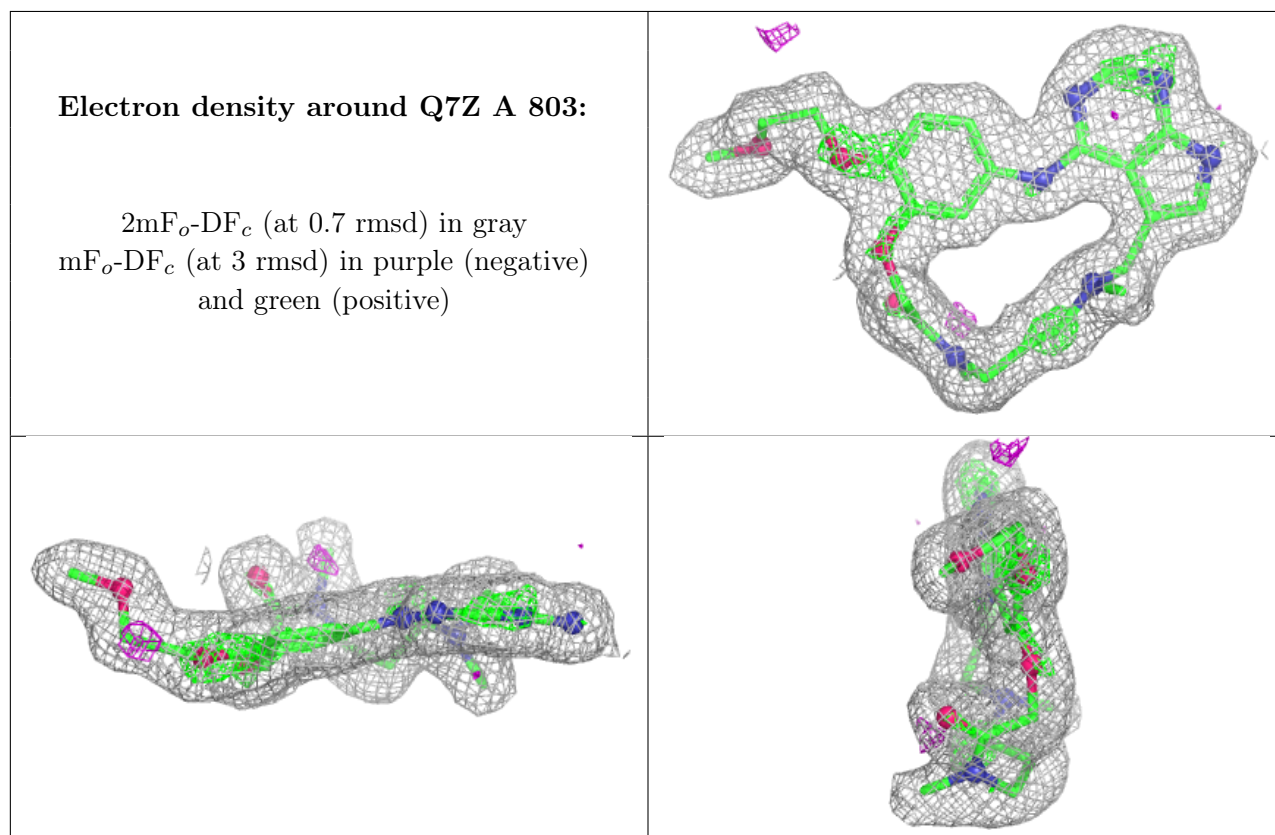 Electron density around Q7Z A 803:
2mFo-DFc (at 0.7 rmsd) in gray
mFo-DFc (at 3 rmsd) in purple (negative)
and green (positive)